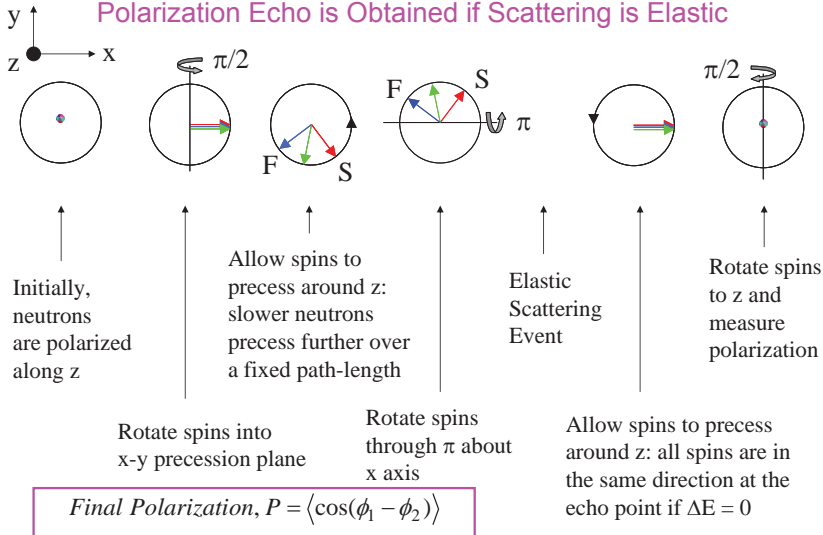 Polarization Echo is Obtained if Scattering is Elastic
y
x
z
π/2
F
S
F
S
π
π/2
Initially,
neutrons
are polarized
along z
Rotate spins into
x-y precession plane
Allow spins to
precess around z:
slower neutrons
precess further over
a fixed path-length
Rotate spins
through π about
x axis
Elastic
Scattering
Event
Allow spins to precess
around z: all spins are in
the same direction at the
echo point if ΔE = 0
Rotate spins
to z and
measure
polarization
Final Polarization, P = ⟨cos(ϕ₁ − ϕ₂)⟩